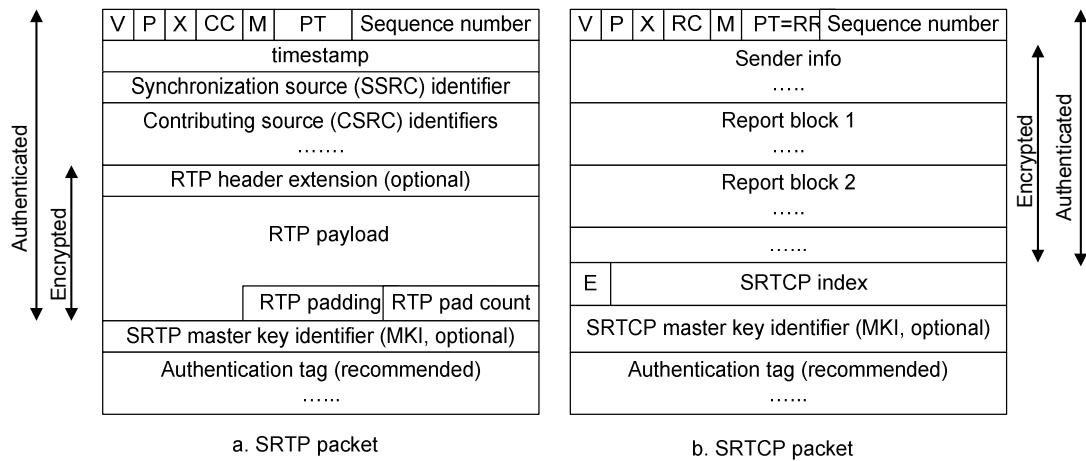 V P X CC M PT Sequence number
timestamp
Synchronization source (SSRC) identifier
Contributing source (CSRC) identifiers
.......
RTP header extension (optional)
RTP payload
RTP padding RTP pad count
SRTP master key identifier (MKI, optional)
Authentication tag (recommended)
......
Authenticated
Encrypted
a. SRTP packet
V P X RC M PT=RR Sequence number
Sender info
.....
Report block 1
.....
Report block 2
.....
......
E SRTCP index
SRTCP master key identifier (MKI, optional)
Authentication tag (recommended)
......
Encrypted
Authenticated
b. SRTCP packet